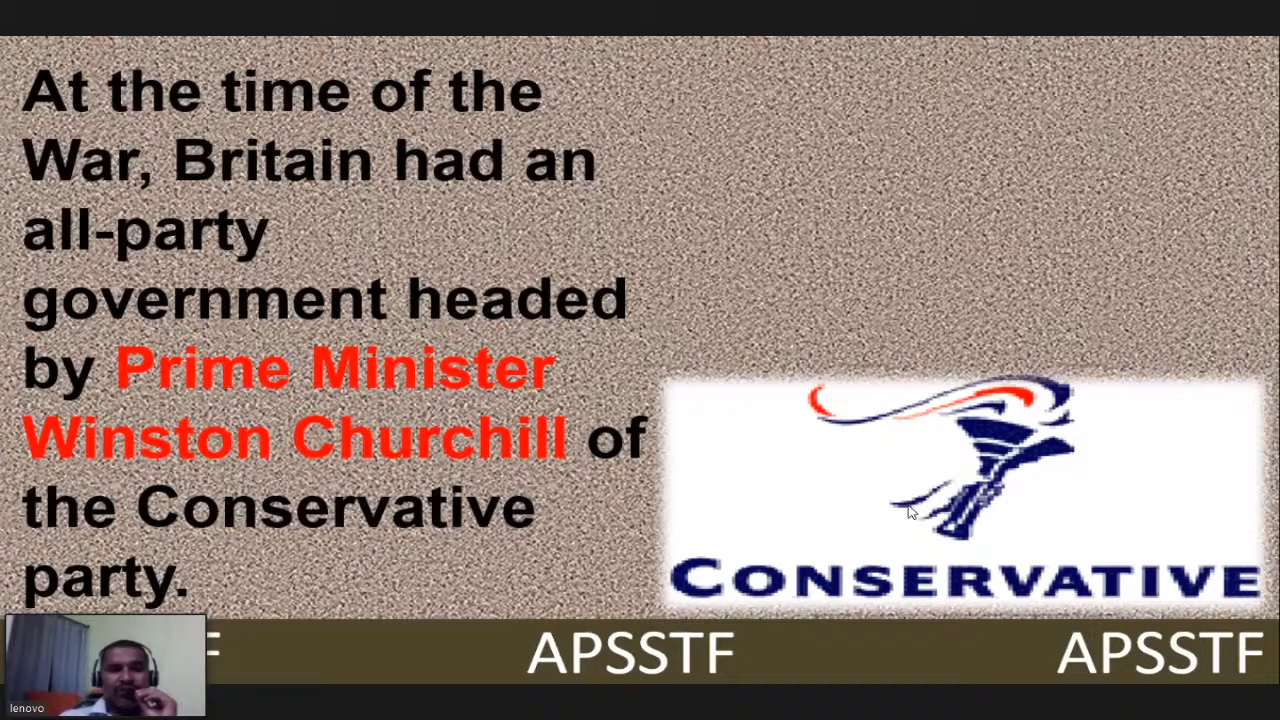 At the time of the
War, Britain had an
all-party
government headed
by Prime Minister
Winston Churchill of
the Conservative
party.
CONSERVATIVE
F
APSSTF
APSSTF
lenovo